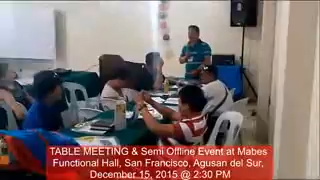 TABLE MEETING & Semi Offline Event at Mabes
Functional Hall, San Francisco, Agusan del Sur,
December 15, 2015 @ 2:30 PM